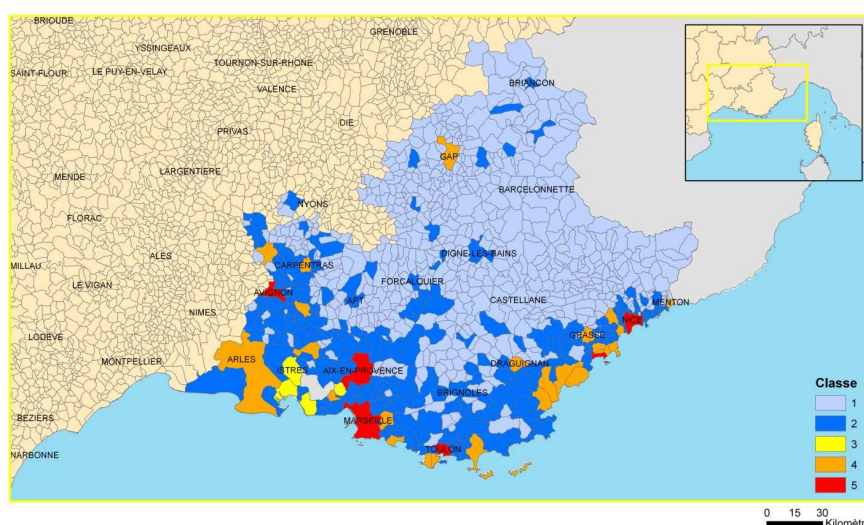 BRIOUDE
GRENOBLE
YSSINGEAUX
SAINT-FLOUR
LE PUY-EN-VELAY
TOURNON-SUR-RHONE
VALENCE
BRIANCON
DIE
PRIVAS
GAP
MENDE
LARGENTIERE
BARCELONNETTE
NYONS
FLORAC
ALES
DIGNE-LES-BAINS
MILLAU
CARPENTRAS
LE VIGAN
AVIGNON
APT
FORCALQUIER
CASTELLANE
MENTON
NIMES
NICE
LODEVE
GRASSE
MONTPELLIER
ARLES
ISTRES
AIX-EN-PROVENCE
DRAGUIGNAN
BRIGNOLES
BEZIERS
MARSEILLE
TOULON
NARBONNE
Classe
1
2
3
4
5
0 15 30
Kilomètr